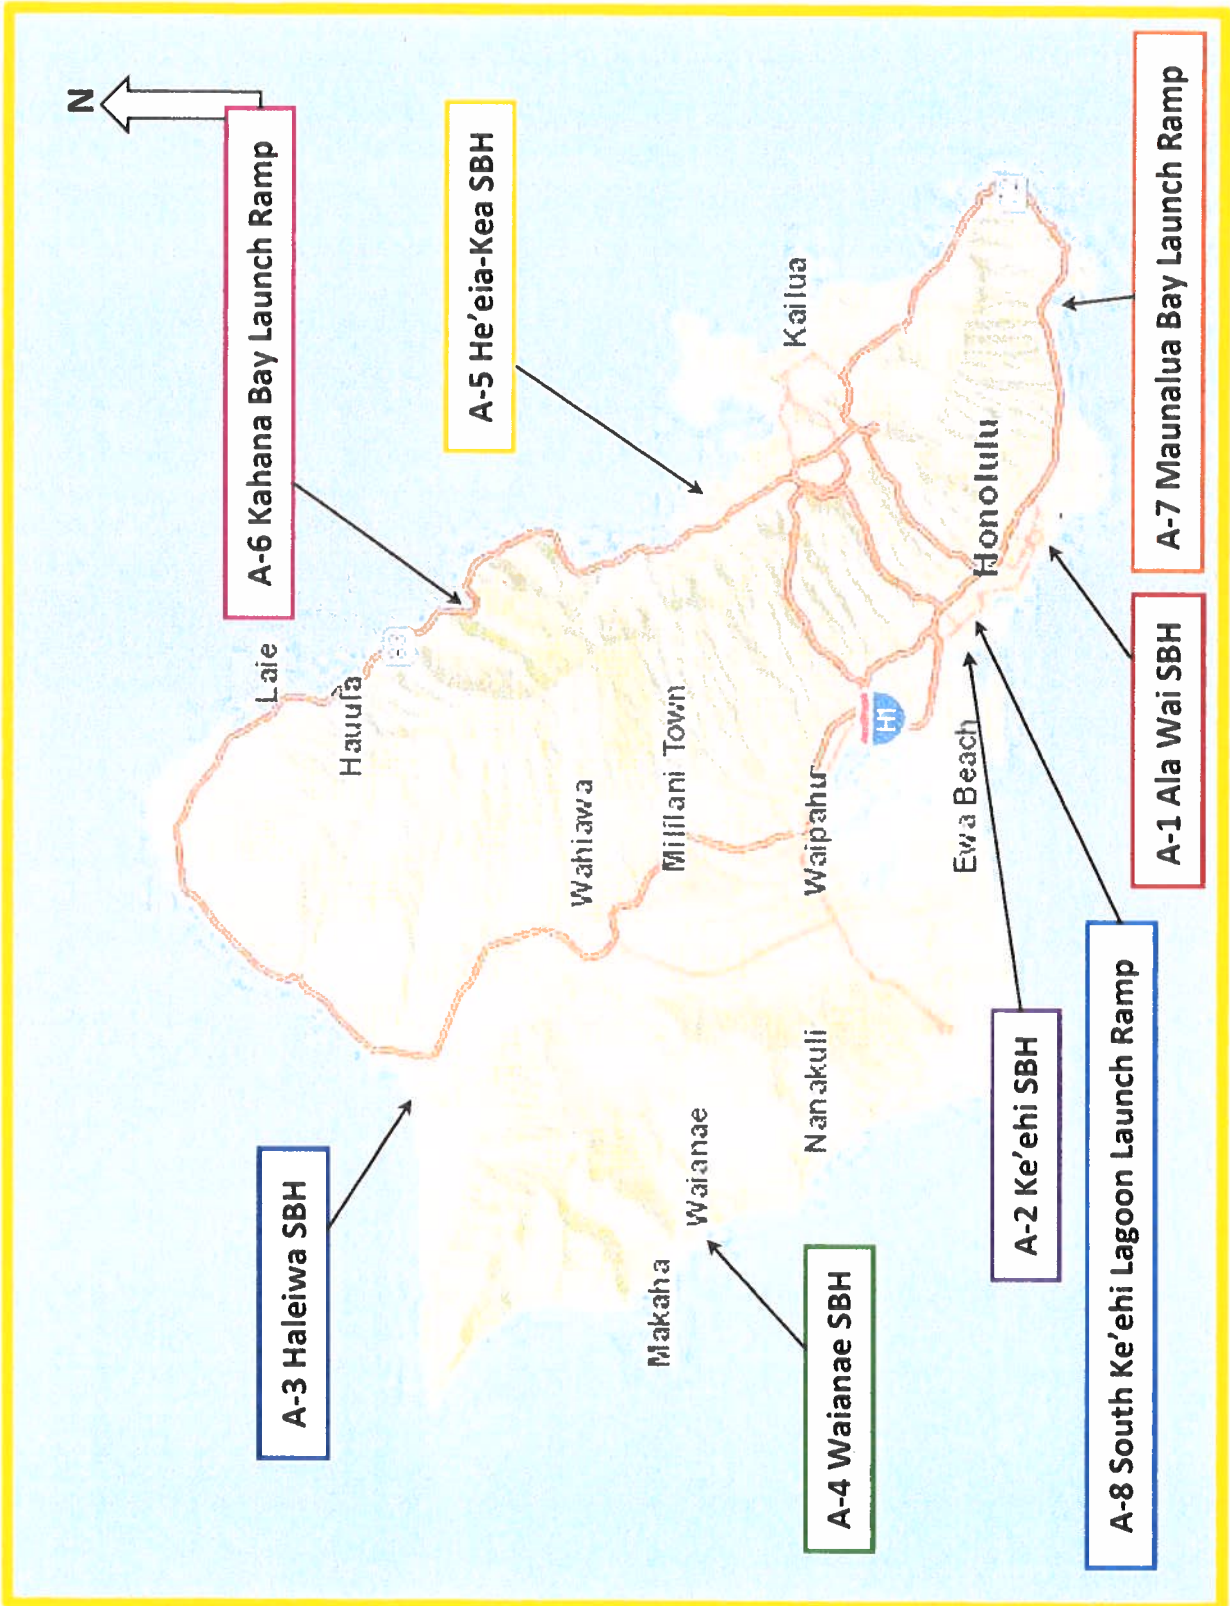 N
A-6 Kahana Bay Launch Ramp
Laie
A-3 Haleiwa SBH
Hauula
83
A-5 He'eia-Kea SBH
Wahiawa
Makaha
Mililani Town
Waianae
Kailua
Nanakuli
Waipahu
A-4 Waianae SBH
H1
Ewa Beach
Honolulu
A-2 Ke'ehi SBH
A-8 South Ke'ehi Lagoon Launch Ramp
A-1 Ala Wai SBH
A-7 Maunalua Bay Launch Ramp